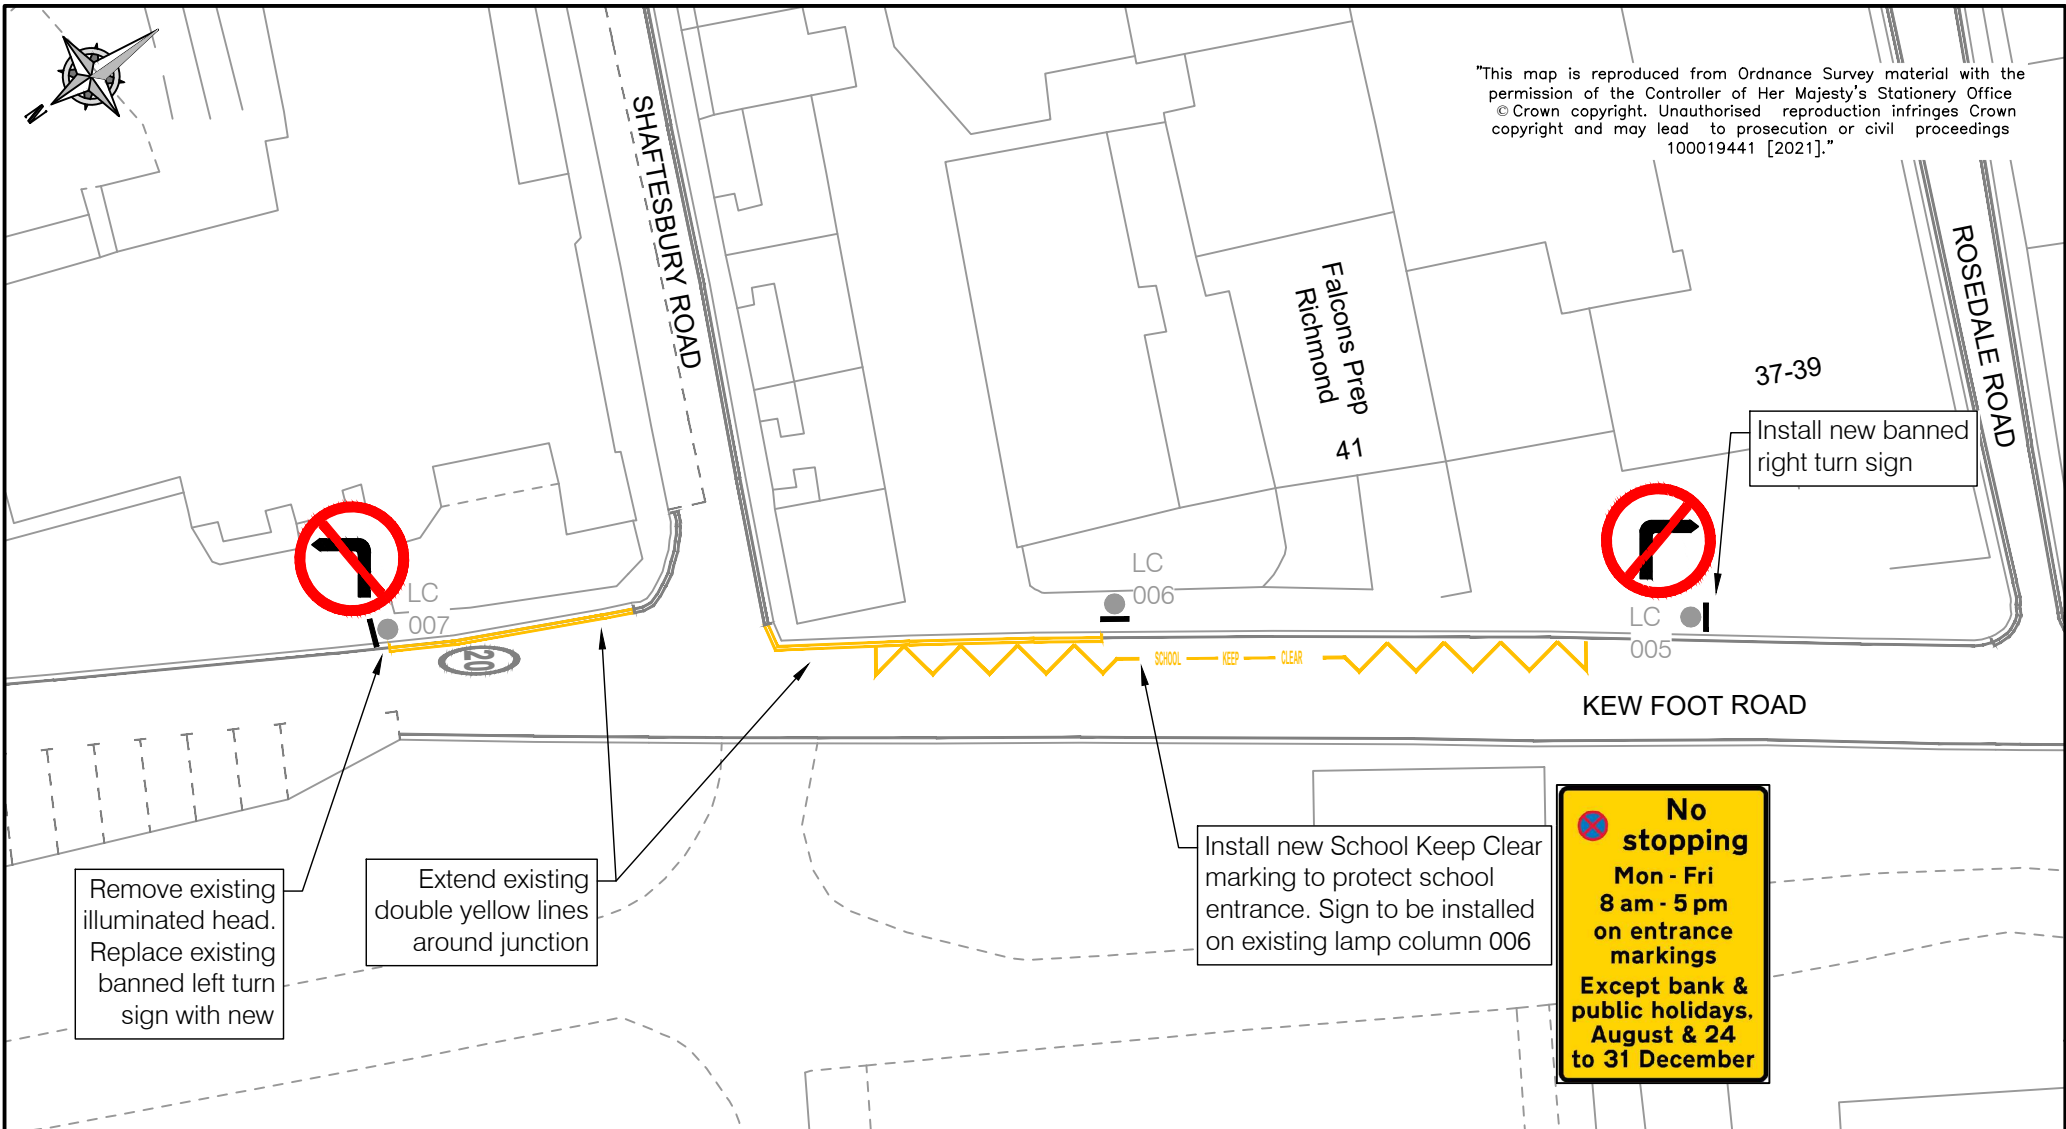 N
"This map is reproduced from Ordnance Survey material with the
permission of the Controller of Her Majesty's Stationery Office
© Crown copyright. Unauthorised reproduction infringes Crown
copyright and may lead to prosecution or civil proceedings
100019441 [2021]."
SHAFTESBURY ROAD
ROSEDALE ROAD
Falcons Prep
Richmond
41
37-39
Install new banned
right turn sign
LC
007
LC
006
LC
005
20
SCHOOL KEEP CLEAR
KEW FOOT ROAD
Remove existing
illuminated head.
Replace existing
banned left turn
sign with new
Extend existing
double yellow lines
around junction
Install new School Keep Clear
marking to protect school
entrance. Sign to be installed
on existing lamp column 006
No
stopping
Mon - Fri
8 am - 5 pm
on entrance
markings
Except bank &
public holidays,
August & 24
to 31 December